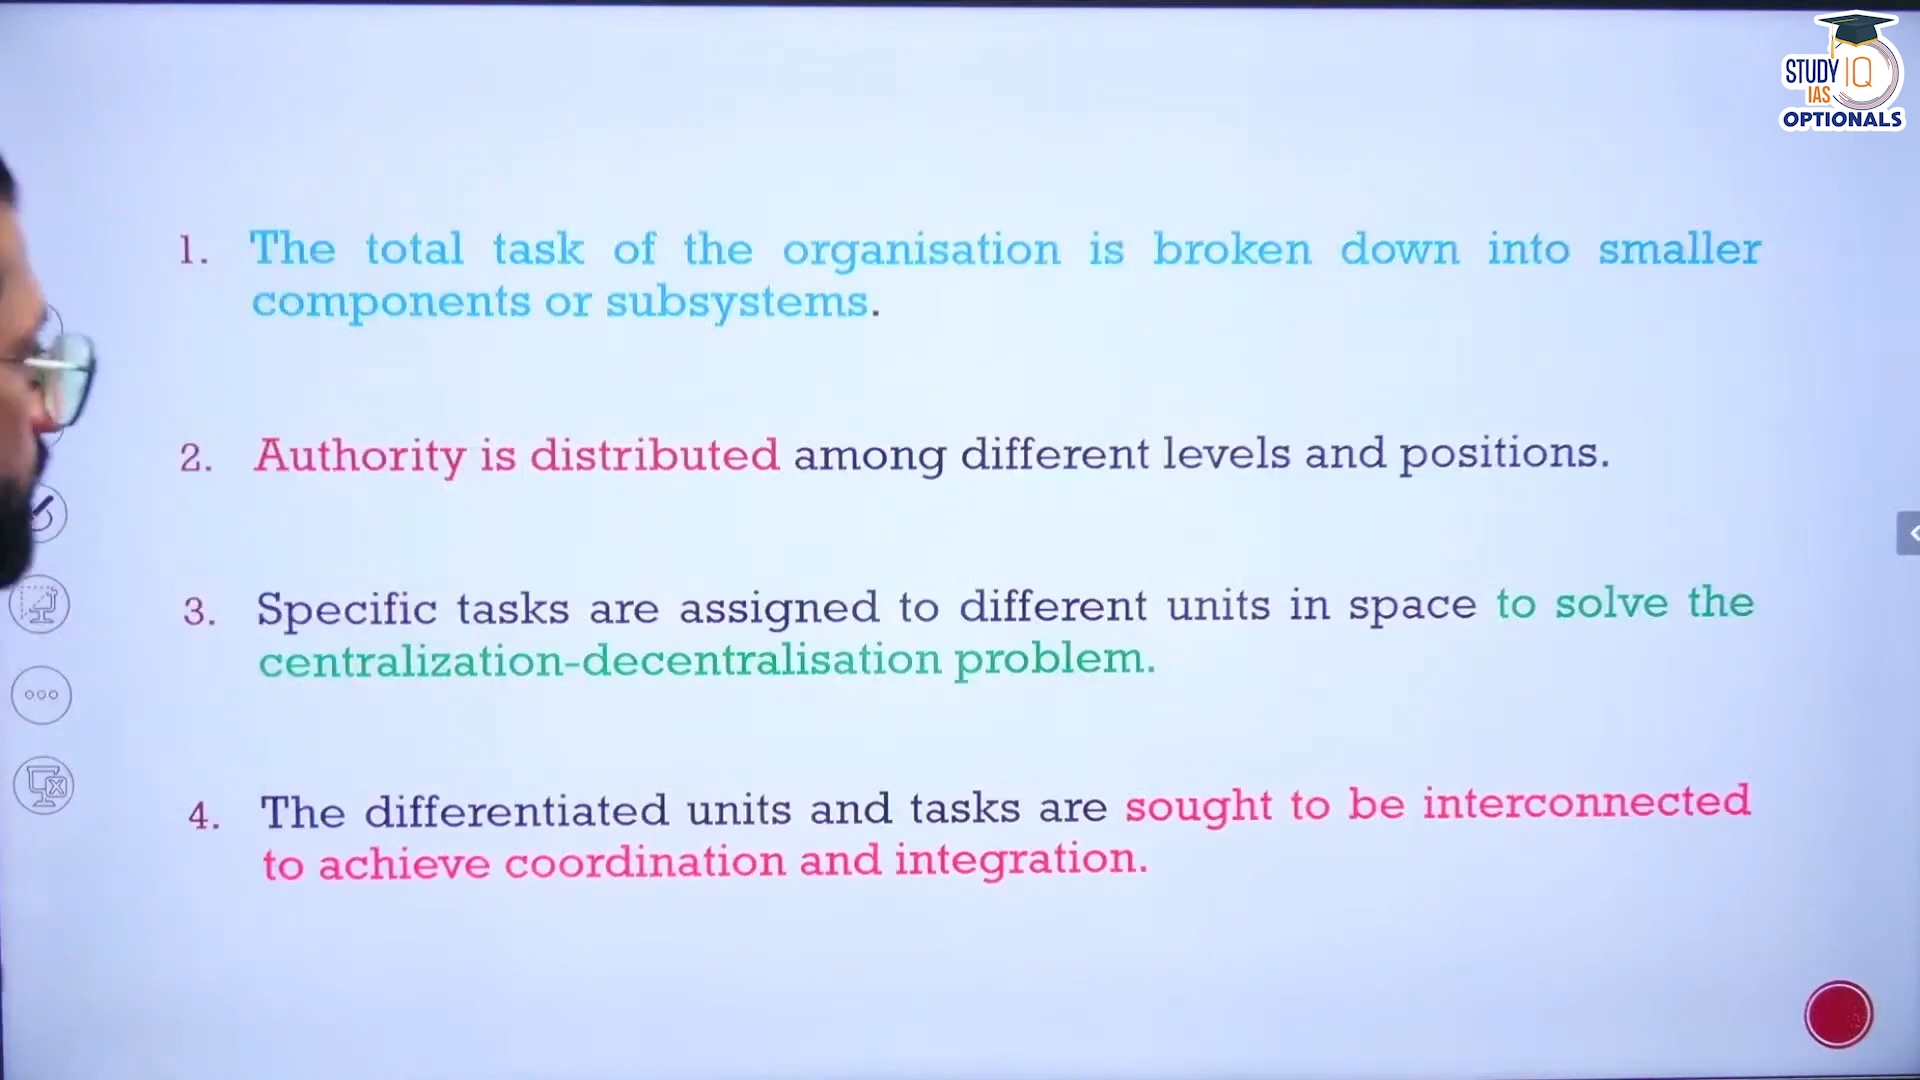 STUDY IQ
IAS
OPTIONALS
1. The total task of the organisation is broken down into smaller
components or subsystems.
2. Authority is distributed among different levels and positions.
3. Specific tasks are assigned to different units in space to solve the
centralization-decentralisation problem.
4. The differentiated units and tasks are sought to be interconnected
to achieve coordination and integration.